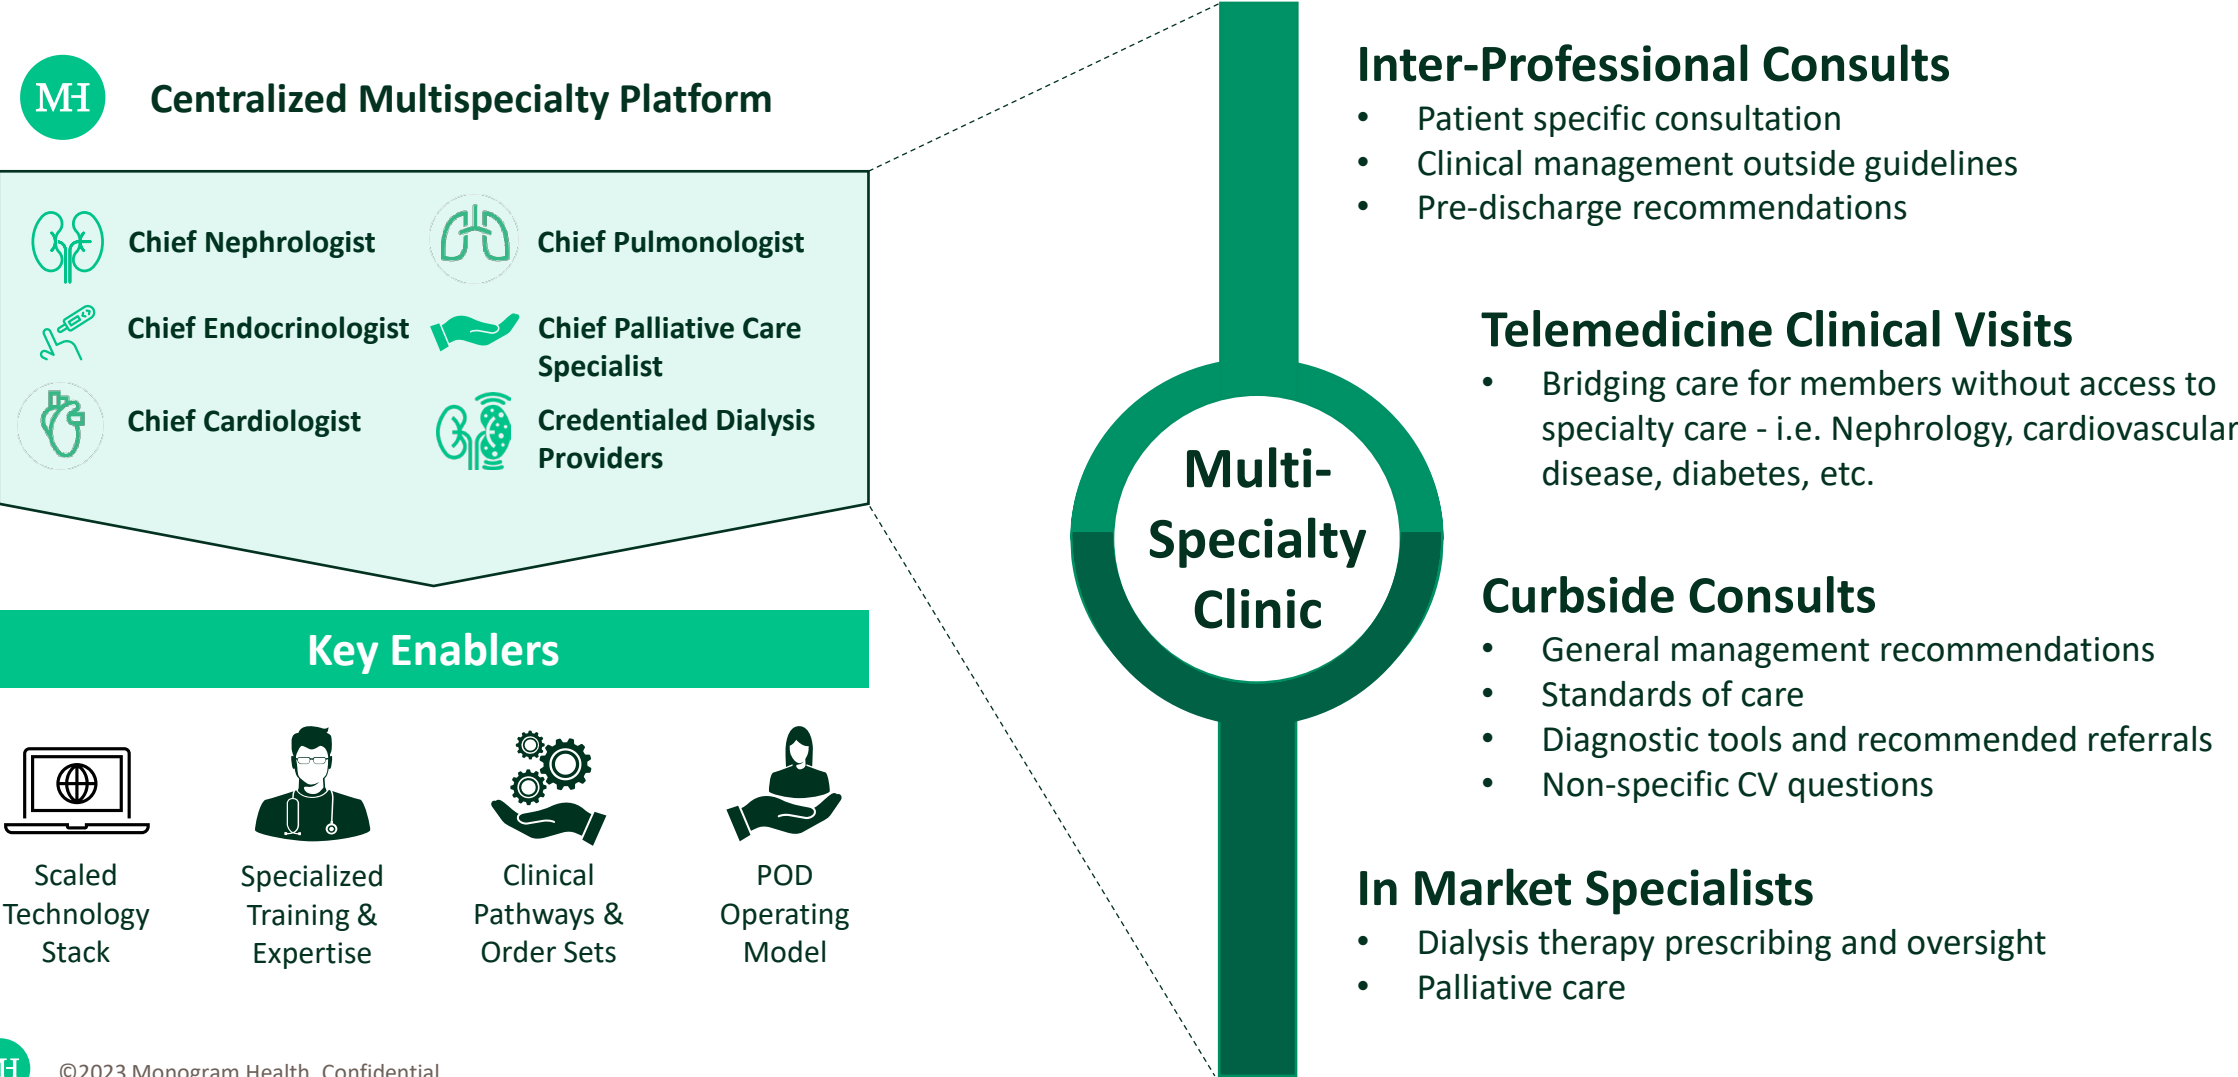 MH
Centralized Multispecialty Platform
Chief Nephrologist
Chief Pulmonologist
Chief Endocrinologist
Chief Palliative Care
Specialist
Chief Cardiologist
Credentialed Dialysis
Providers
Key Enablers
Scaled
Technology
Stack
Specialized
Training &
Expertise
Clinical
Pathways &
Order Sets
POD
Operating
Model
Multi-
Specialty
Clinic
Inter-Professional Consults
• Patient specific consultation
• Clinical management outside guidelines
• Pre-discharge recommendations
Telemedicine Clinical Visits
• Bridging care for members without access to
specialty care - i.e. Nephrology, cardiovascular
disease, diabetes, etc.
Curbside Consults
• General management recommendations
• Standards of care
• Diagnostic tools and recommended referrals
• Non-specific CV questions
In Market Specialists
• Dialysis therapy prescribing and oversight
• Palliative care
©2023 Monogram Health. Confidential